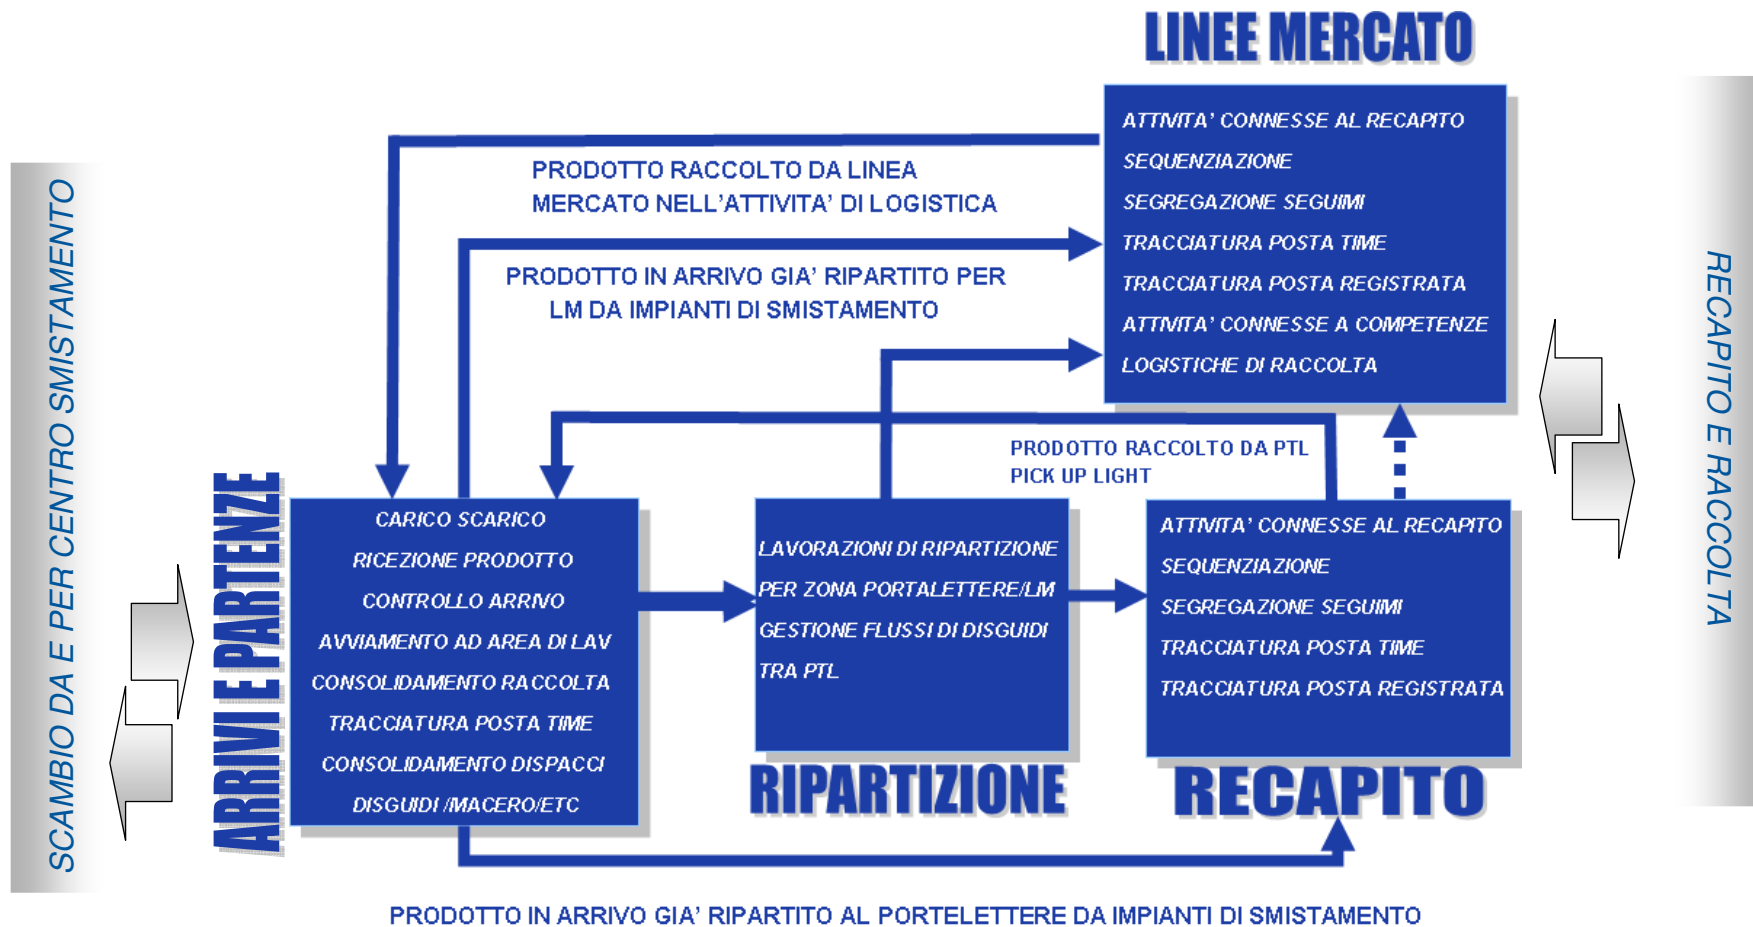 LINEE MERCATO
ATTIVITA' CONNESSE AL RECAPITO
SEQUENZIAZIONE
SEGREGAZIONE SEGUIMI
TRACCIATURA POSTA TIME
TRACCIATURA POSTA REGISTRATA
ATTIVITA' CONNESSE A COMPETENZE
LOGISTICHE DI RACCOLTA
PRODOTTO RACCOLTO DA LINEA
MERCATO NELL'ATTIVITA' DI LOGISTICA
PRODOTTO IN ARRIVO GIA' RIPARTITO PER
LM DA IMPIANTI DI SMISTAMENTO
PRODOTTO RACCOLTO DA PTL
PICK UP LIGHT
SCAMBIO DA E PER CENTRO SMISTAMENTO
ARRIVI E PARTENZE
CARICO SCARICO
RICEZIONE PRODOTTO
CONTROLLO ARRIVO
AVVIAMENTO AD AREA DI LAV
CONSOLIDAMENTO RACCOLTA
TRACCIATURA POSTA TIME
CONSOLIDAMENTO DISPACCI
DISGUIDI /MACERO/ETC
LAVORAZIONI DI RIPARTIZIONE
PER ZONA PORTALETTERE/LM
GESTIONE FLUSSI DI DISGUIDI
TRA PTL
RIPARTIZIONE
ATTIVITA' CONNESSE AL RECAPITO
SEQUENZIAZIONE
SEGREGAZIONE SEGUIMI
TRACCIATURA POSTA TIME
TRACCIATURA POSTA REGISTRATA
RECAPITO
RECAPITO E RACCOLTA
PRODOTTO IN ARRIVO GIA' RIPARTITO AL PORTELETTERE DA IMPIANTI DI SMISTAMENTO